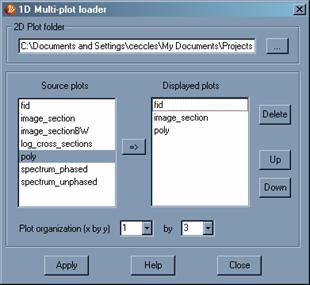 1D Multi-plot loader
2D Plot folder
C:\Documents and Settings\ceccles\My Documents\Projects
...
Source plots
Displayed plots
fid
image_section
image_sectionBW
log_cross_sections
poly
spectrum_phased
spectrum_unphased
=>
fid
image_section
poly
Delete
Up
Down
Plot organization (x by y)
1
by
3
Apply
Help
Close